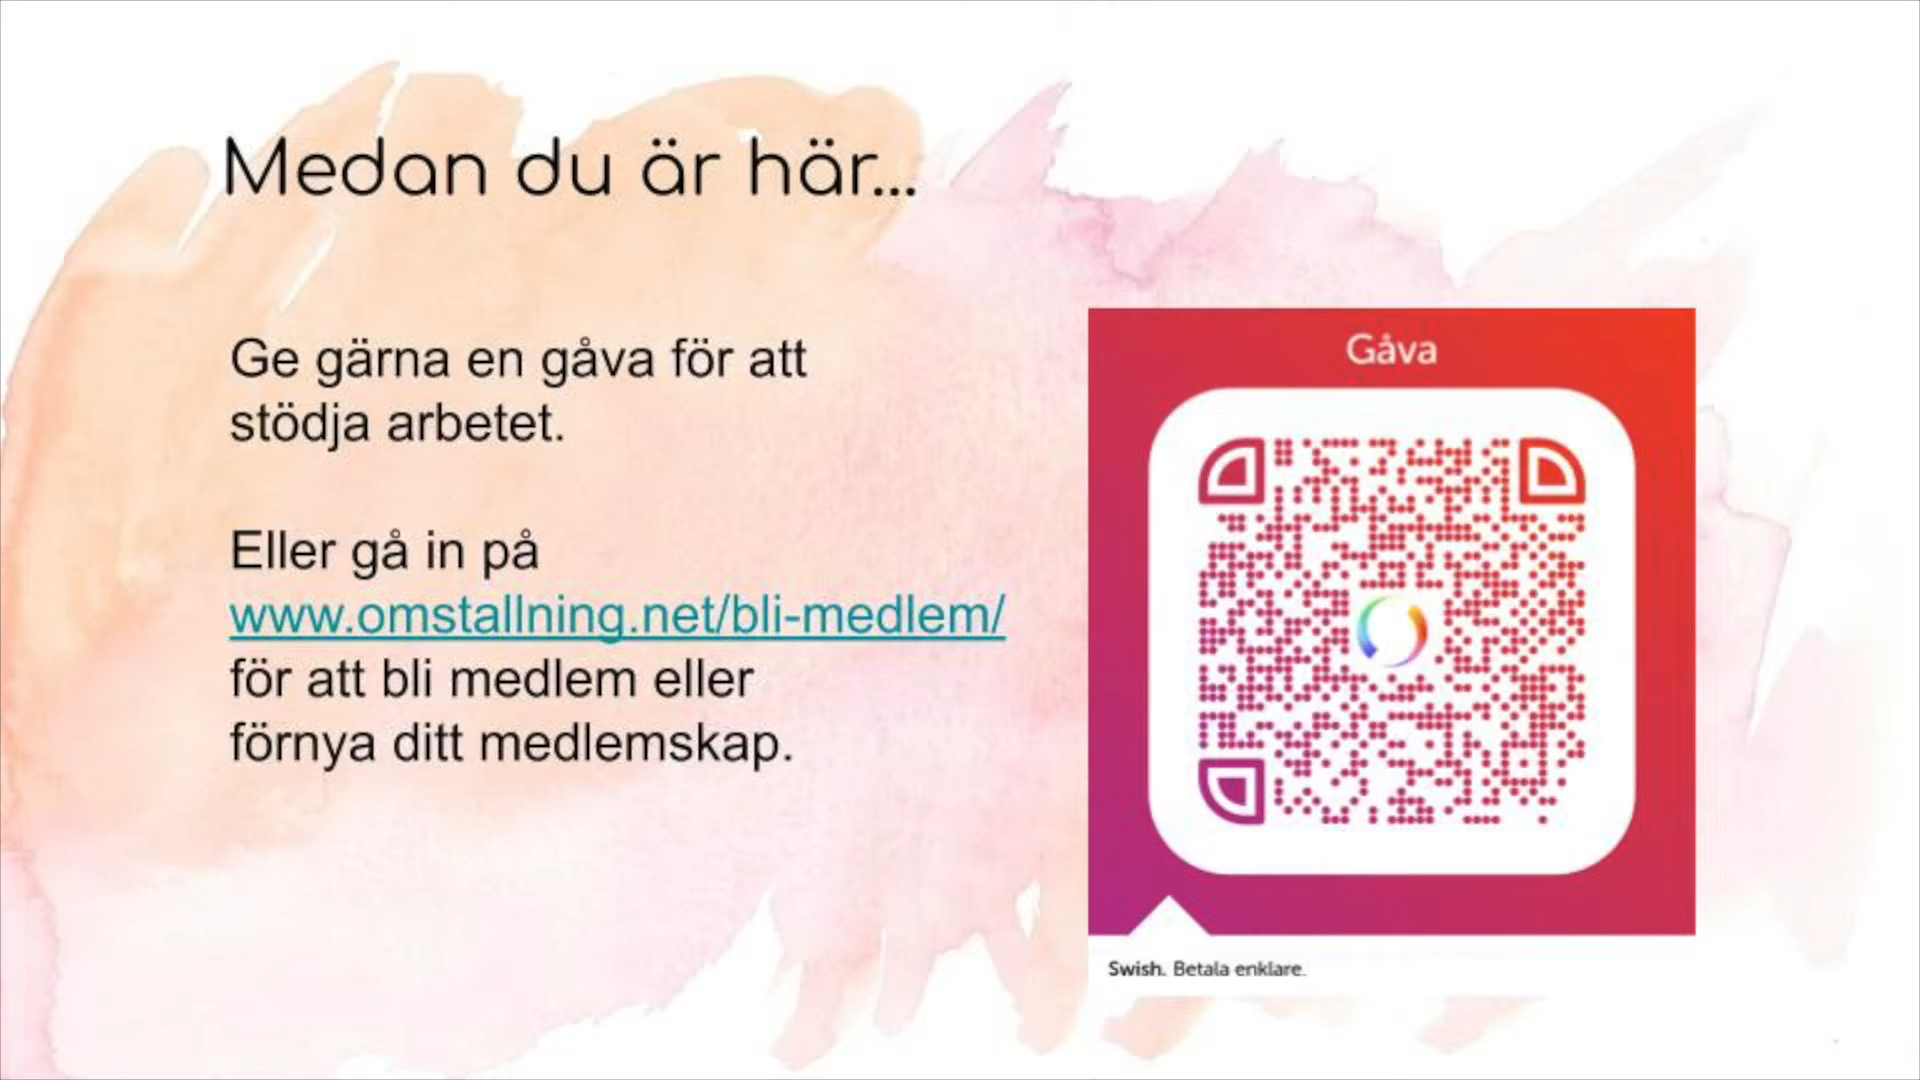 Medan du är här...
Ge gärna en gåva för att
stödja arbetet.
Eller gå in på
www.omstallning.net/bli-medlem/
för att bli medlem eller
förnya ditt medlemskap.
Gåva
Swish. Betala enklare.